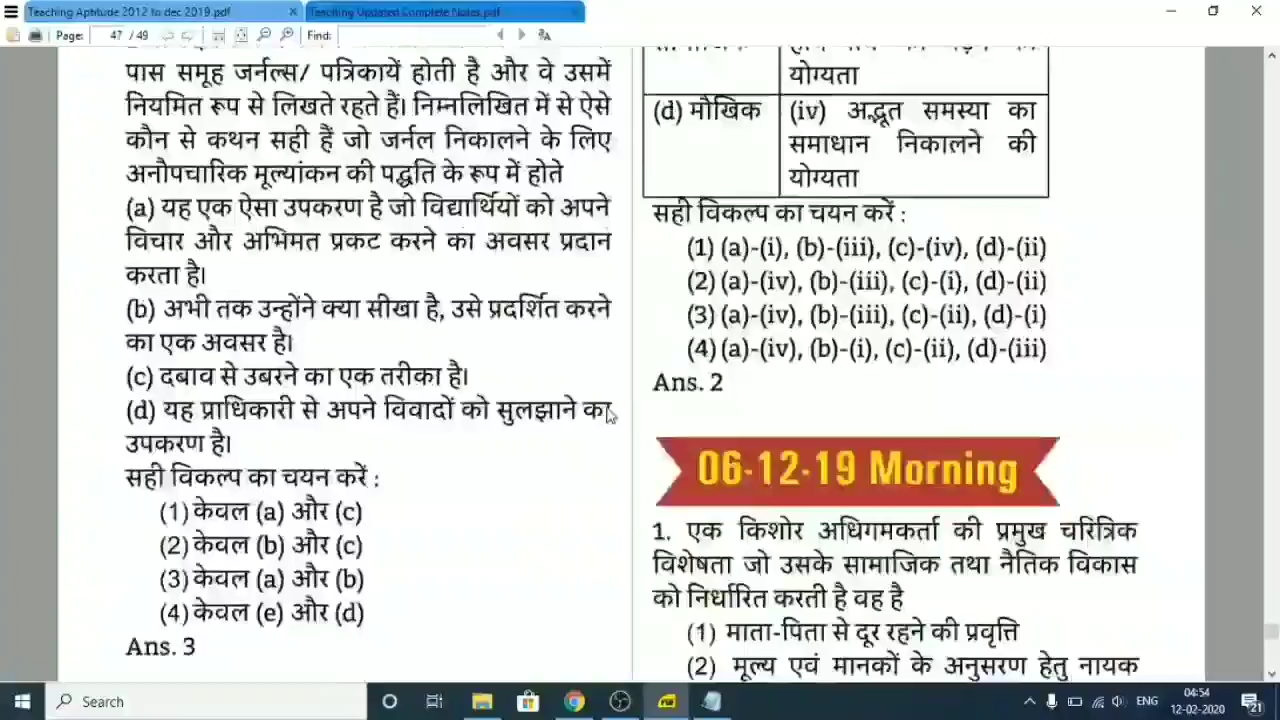 Teaching Aptitude 2012 to dec 2019.pdf
Teaching Updated Complete Notes.pdf
Page: 47 / 49 Find:
पास समूह जर्नल्स/ पत्रिकायें होती है और वे उसमें
नियमित रूप से लिखते रहते हैं। निम्नलिखित में से ऐसे
कौन से कथन सही हैं जो जर्नल निकालने के लिए
अनौपचारिक मूल्यांकन की पद्धति के रूप में होते
(a) यह एक ऐसा उपकरण है जो विद्यार्थियों को अपने
विचार और अभिमत प्रकट करने का अवसर प्रदान
करता है।
(b) अभी तक उन्होंने क्या सीखा है, उसे प्रदर्शित करने
का एक अवसर है।
(c) दबाव से उबरने का एक तरीका है।
(d) यह प्राधिकारी से अपने विवादों को सुलझाने का
उपकरण है।
सही विकल्प का चयन करें :
(1) केवल (a) और (c)
(2) केवल (b) और (c)
(3) केवल (a) और (b)
(4) केवल (e) और (d)
Ans. 3
योग्यता
(d) मौखिक
(iv) अद्भूत समस्या का
समाधान निकालने की
योग्यता
सही विकल्प का चयन करें :
(1) (a)-(i), (b)-(iii), (c)-(iv), (d)-(ii)
(2) (a)-(iv), (b)-(iii), (c)-(i), (d)-(ii)
(3) (a)-(iv), (b)-(iii), (c)-(ii), (d)-(i)
(4) (a)-(iv), (b)-(i), (c)-(ii), (d)-(iii)
Ans. 2
06-12-19 Morning
1. एक किशोर अधिगमकर्ता की प्रमुख चरित्रिक
विशेषता जो उसके सामाजिक तथा नैतिक विकास
को निर्धारित करती है वह है
(1) माता-पिता से दूर रहने की प्रवृत्ति
(2) मूल्य एवं मानकों के अनुसरण हेतु नायक
Search
ENG
04:54
12-02-2020
21